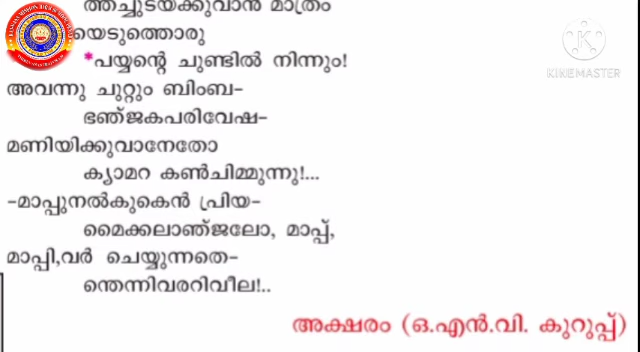 ത്തച്ചുടയ്ക്കുവാൻ മാത്രം
യെടുത്തൊരു
*പയ്യന്റെ ചുണ്ടിൽ നിന്നും!
അവന്നു ചുറ്റും ബിംബ-
ഭഞ്ജകപരിവേഷ-
മണിയിക്കുവാനേതോ
ക്യാമറ കൺചിമ്മുന്നു!...
-മാപ്പുനൽകുകെൻ പ്രിയ-
മൈക്കലാഞ്ജലോ, മാപ്പ്,
മാപ്പി,വർ ചെയ്യുന്നതെ-
ന്തെന്നിവരറിവീല!..
അക്ഷരം (ഒ.എൻ.വി. കുറുപ്പ്)
KINEMASTER